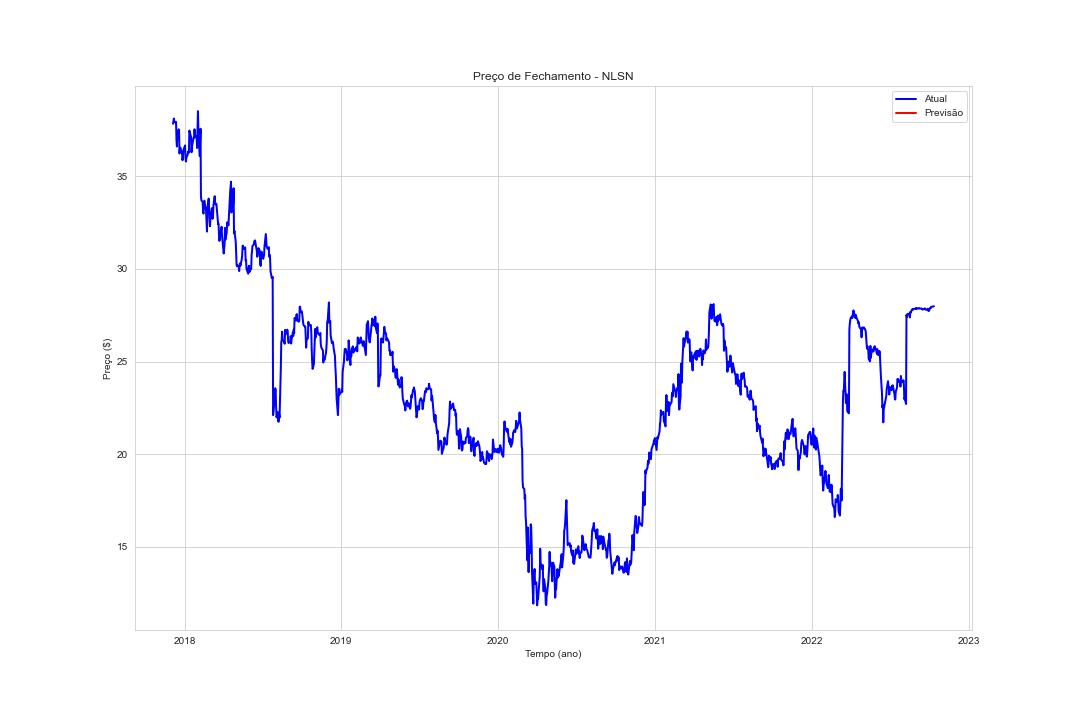 Preço de Fechamento - NLSN
Atual
Previsão
Preço ($)
35
30
25
20
15
2018
2019
2020
2021
2022
2023
Tempo (ano)